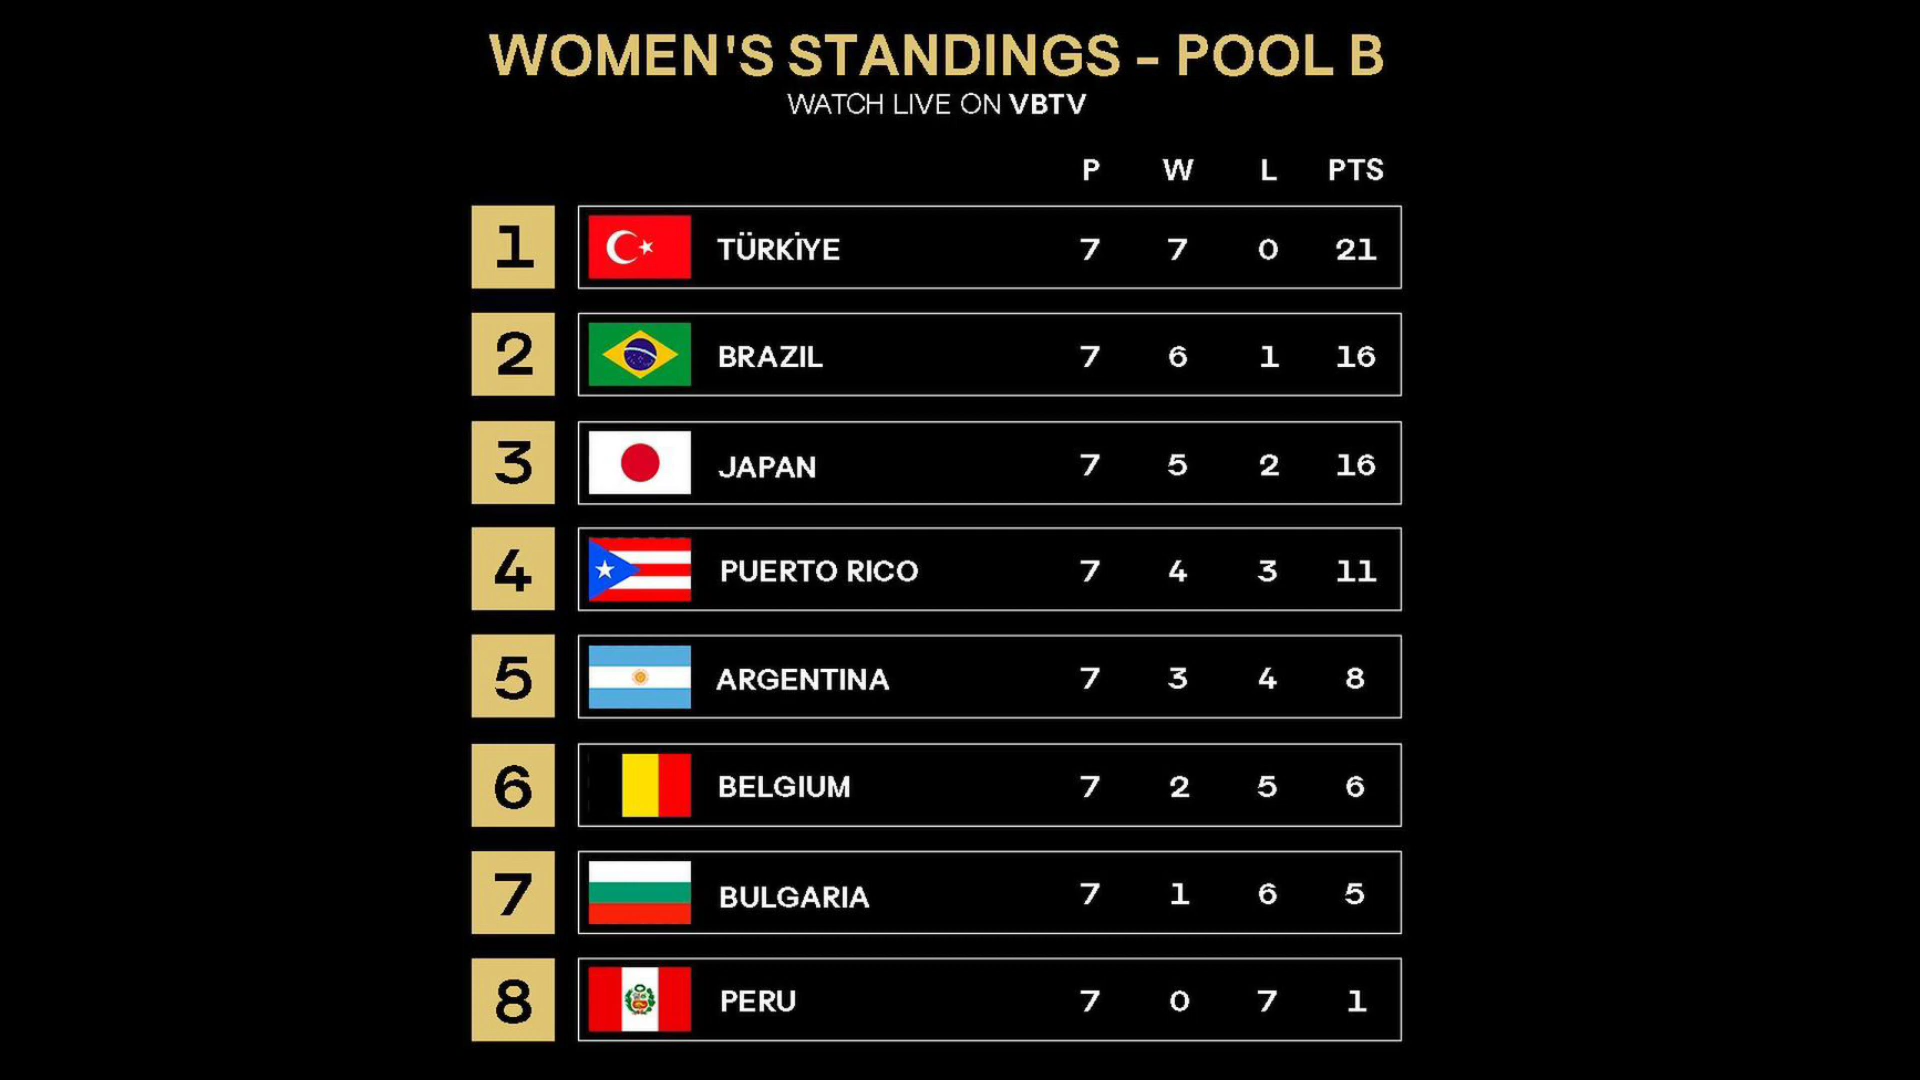 WOMEN'S STANDINGS - POOL B
WATCH LIVE ON VBTV
P W L PTS
1 TÜRKİYE 7 7 0 21
2 BRAZIL 7 6 1 16
3 JAPAN 7 5 2 16
4 PUERTO RICO 7 4 3 11
5 ARGENTINA 7 3 4 8
6 BELGIUM 7 2 5 6
7 BULGARIA 7 1 6 5
8 PERU 7 0 7 1